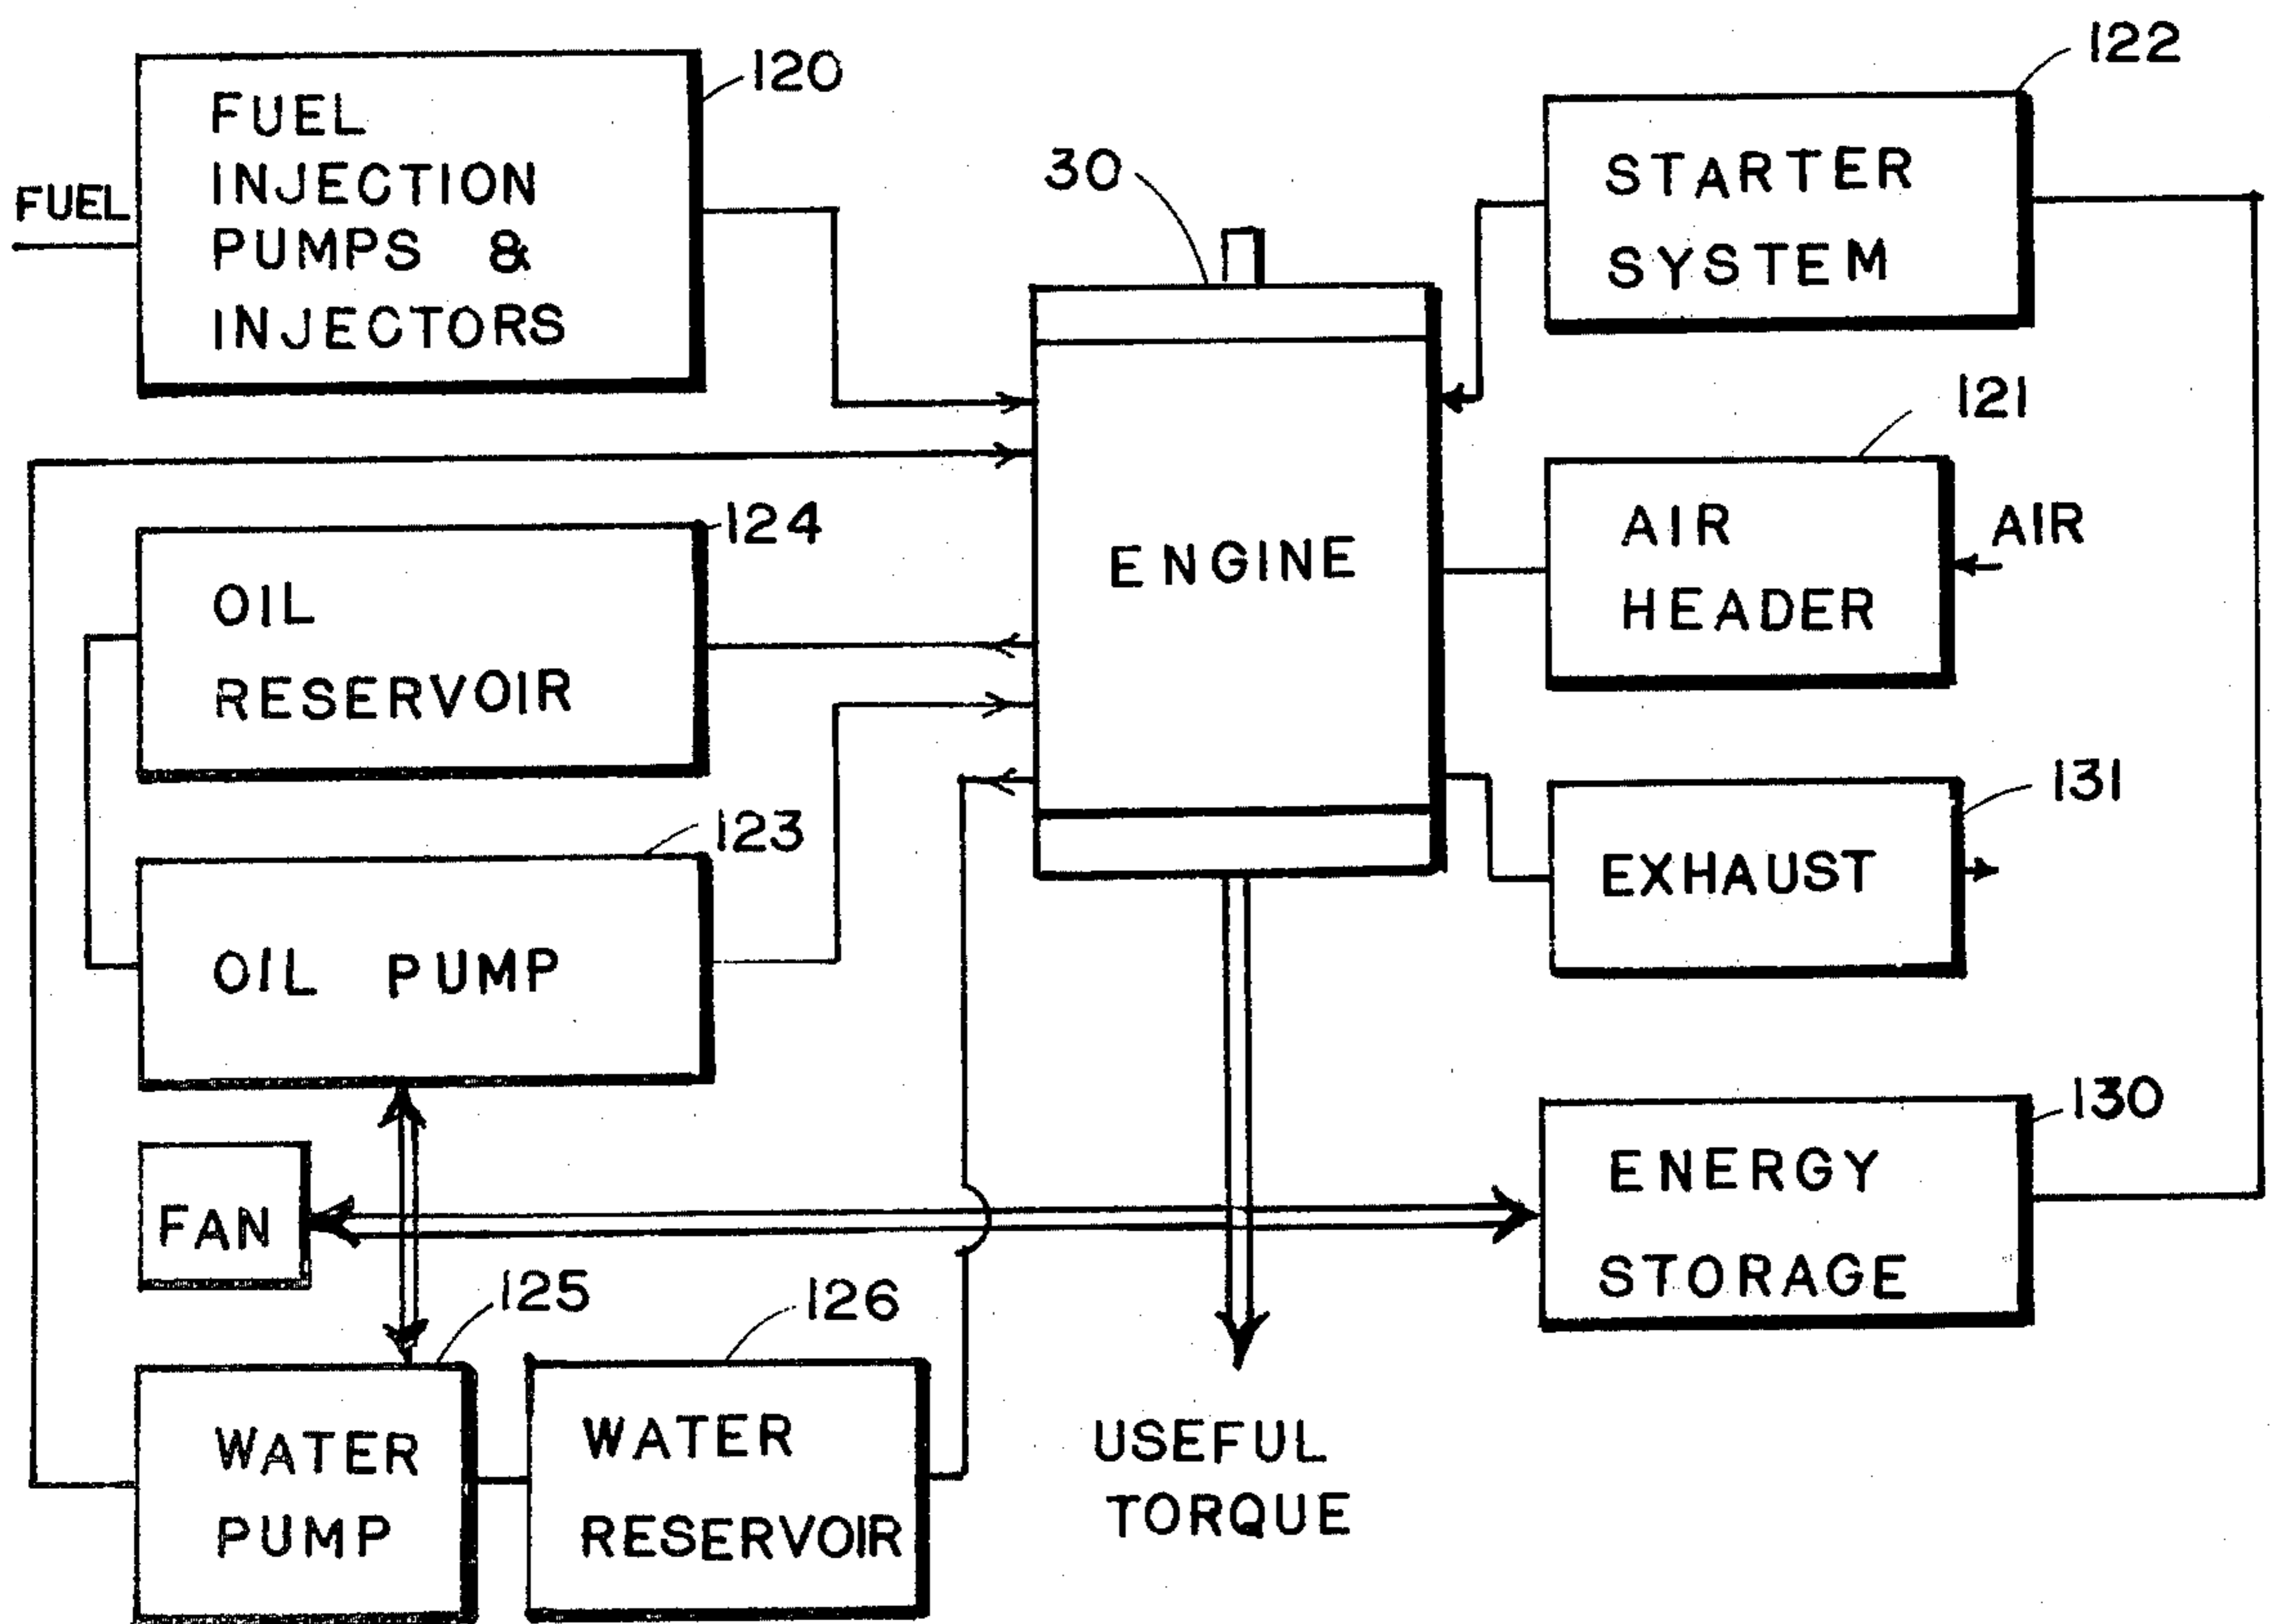 120
122
FUEL
INJECTION
PUMPS &
INJECTORS
FUEL
30
STARTER
SYSTEM
121
124
AIR
HEADER
AIR
ENGINE
OIL
RESERVOIR
131
123
EXHAUST
OIL PUMP
130
ENERGY
STORAGE
FAN
125
126
WATER
PUMP
WATER
RESERVOIR
USEFUL
TORQUE